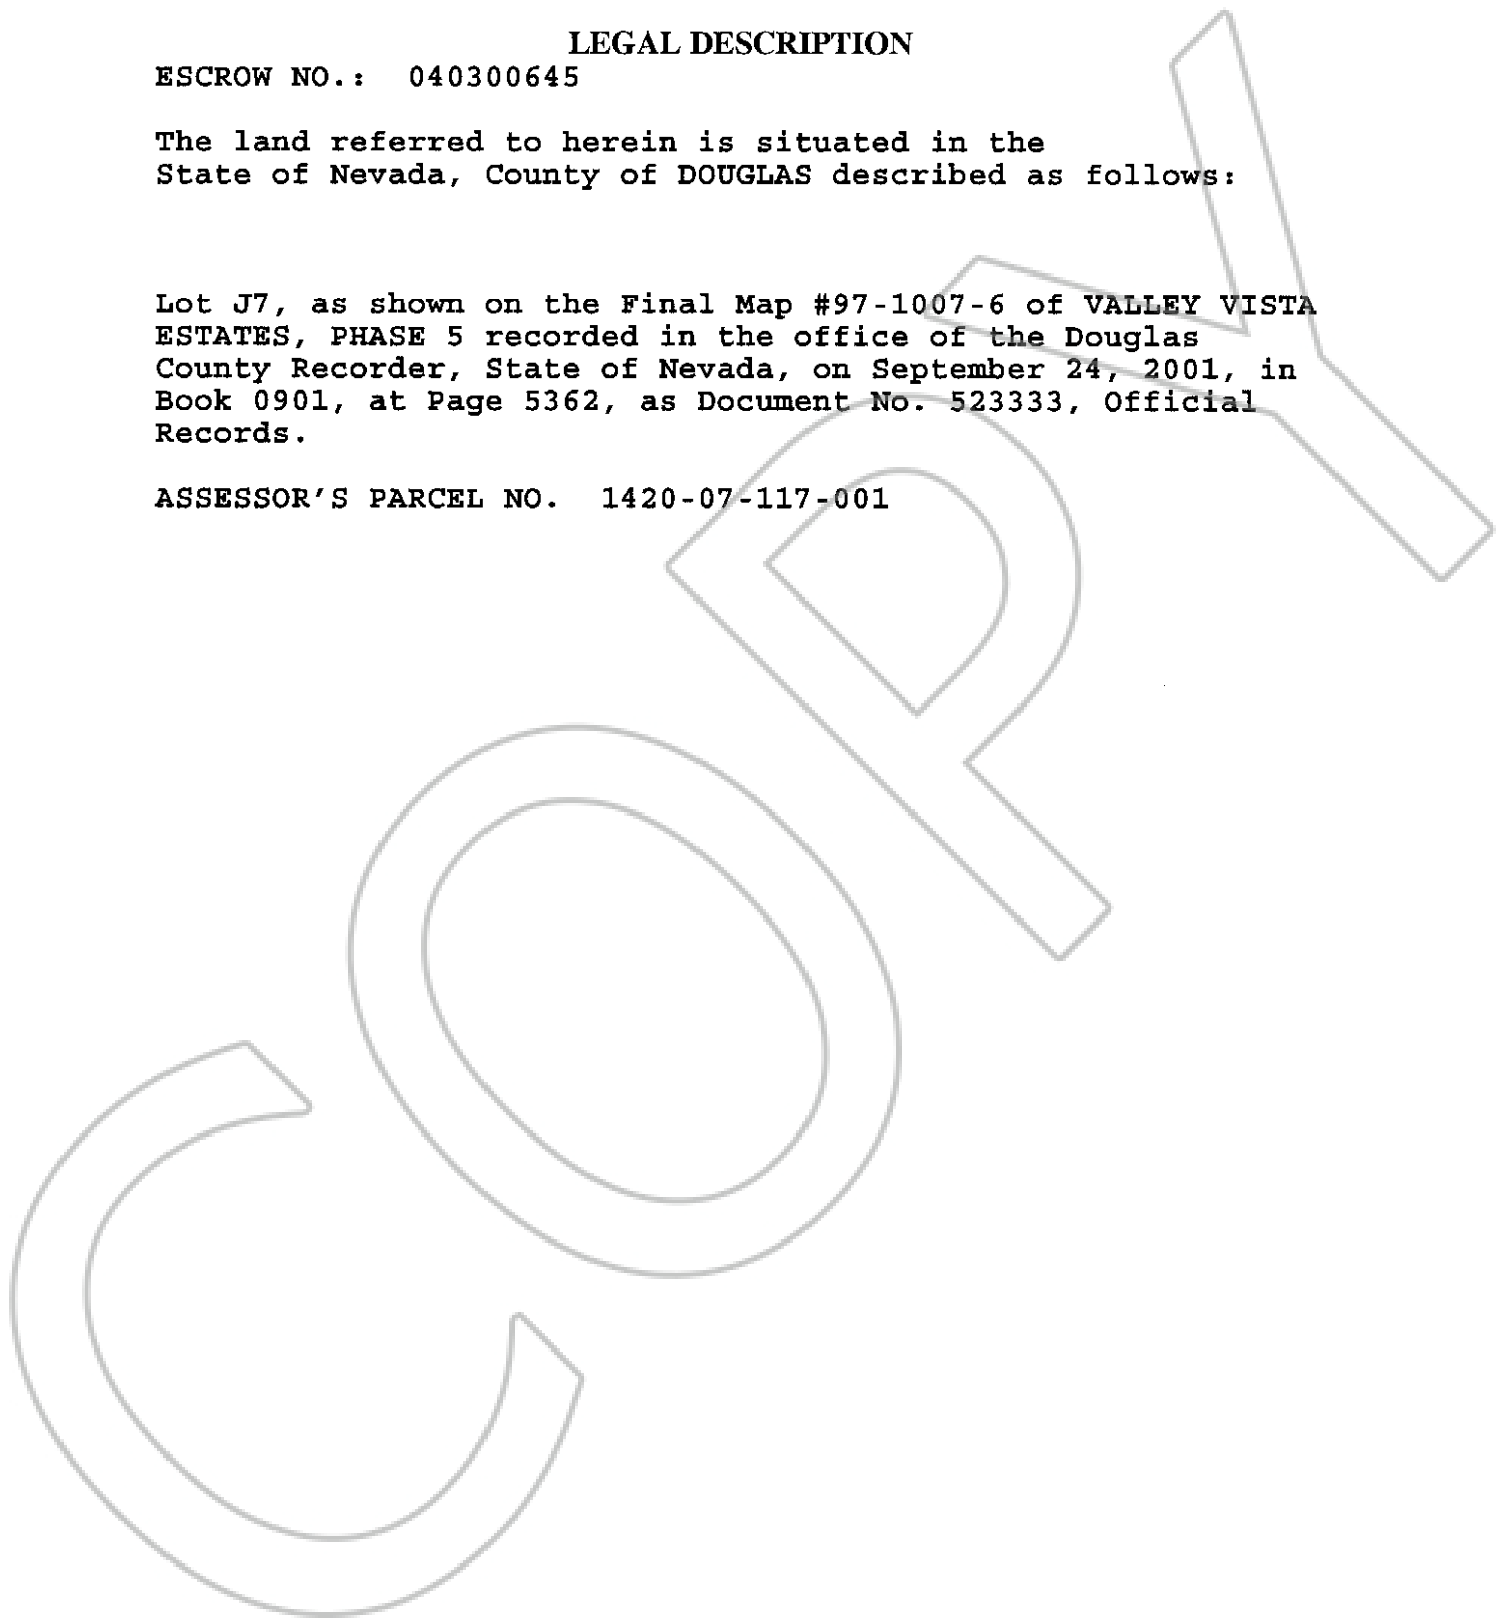 LEGAL DESCRIPTION
ESCROW NO.: 040300645
The land referred to herein is situated in the
State of Nevada, County of DOUGLAS described as follows:
Lot J7, as shown on the Final Map #97-1007-6 of VALLEY VISTA
ESTATES, PHASE 5 recorded in the office of the Douglas
County Recorder, State of Nevada, on September 24, 2001, in
Book 0901, at Page 5362, as Document No. 523333, Official
Records.
ASSESSOR'S PARCEL NO. 1420-07-117-001
COPY